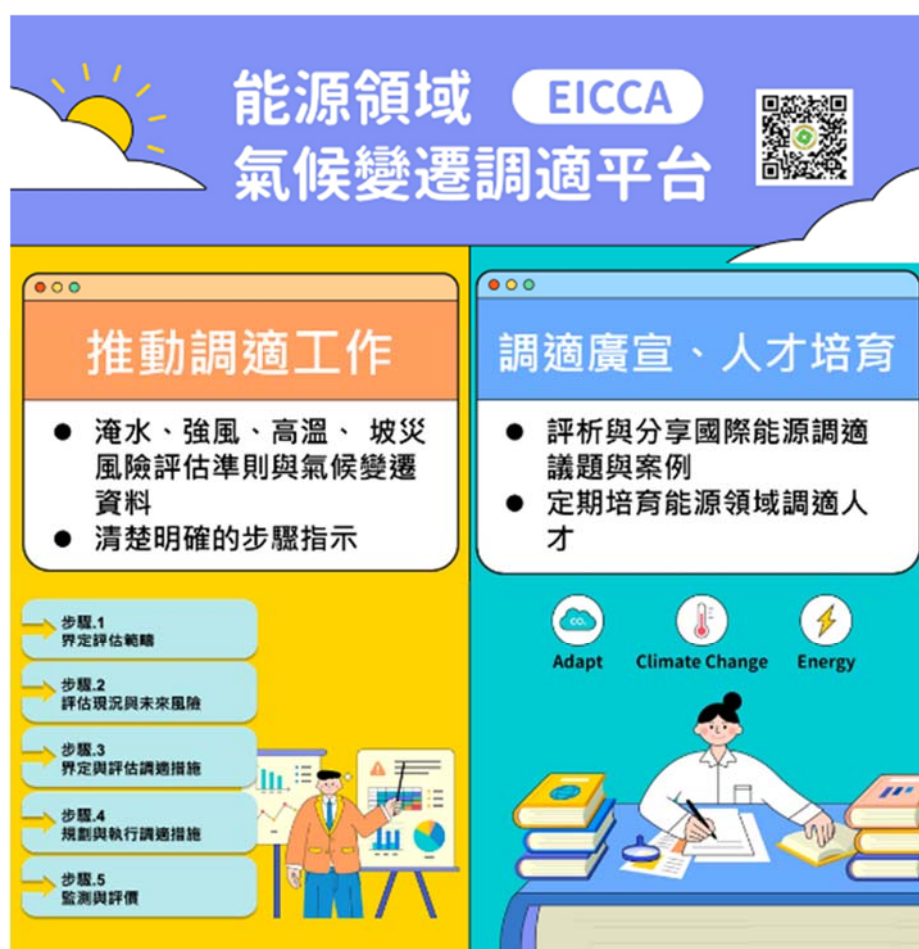 能源領域 EICCA
氣候變遷調適平台
推動調適工作
● 淹水、強風、高溫、 坡災
風險評估準則與氣候變遷
資料
● 清楚明確的步驟指示
步驟.1
界定評估範疇
步驟.2
評估現況與未來風險
步驟.3
界定與評估調適措施
步驟.4
規劃與執行調適措施
步驟.5
監測與評價
調適廣宣、人才培育
● 評析與分享國際能源調適
議題與案例
● 定期培育能源領域調適人
才
CO₂
Adapt Climate Change Energy